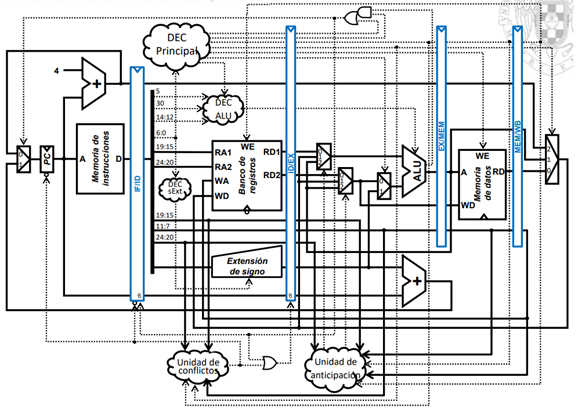 DEC
Principal
4
+
5
30
14:12
6:0
DEC
ALU
0
1
PC
A
Memoria de
instrucciones
D
IF/ID
19:15
24:20
DEC
sExt
RA1
RA2
WA
WD
WE
Banco de
registros
RD1
RD2
ID/EX
ALU
EX/MEM
WE
A
WD
Memoria
de datos
RD
MEM/WB
2
1
0
19:15
11:7
24:20
Extensión
de signo
+
Unidad de
conflictos
Unidad de
anticipación